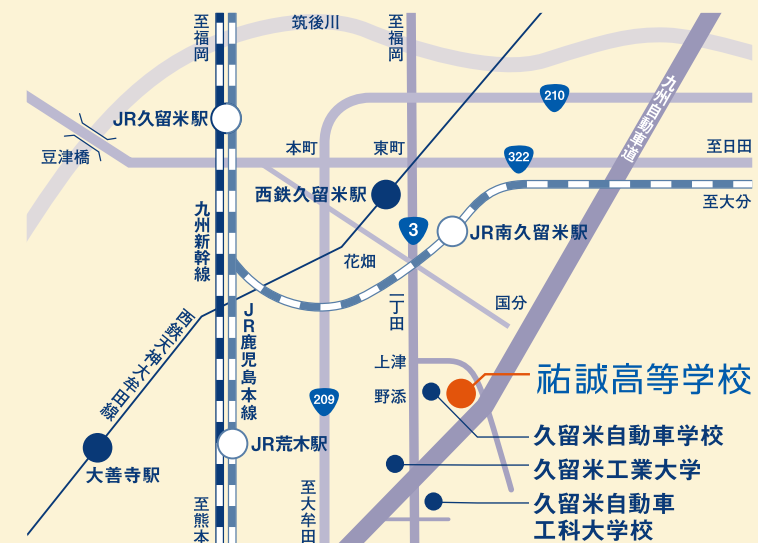 至福岡
筑後川
至福岡
九州自動車道
210
JR久留米駅
豆津橋
本町
東町
322
至日田
西鉄久留米駅
至大分
九州新幹線
3
JR南久留米駅
花畑
国分
一丁田
西鉄天神大牟田線
JR鹿児島本線
上津
野添
祐誠高等学校
209
久留米自動車学校
JR荒木駅
大善寺駅
久留米工業大学
至熊本
至大牟田
久留米自動車
工科大学校